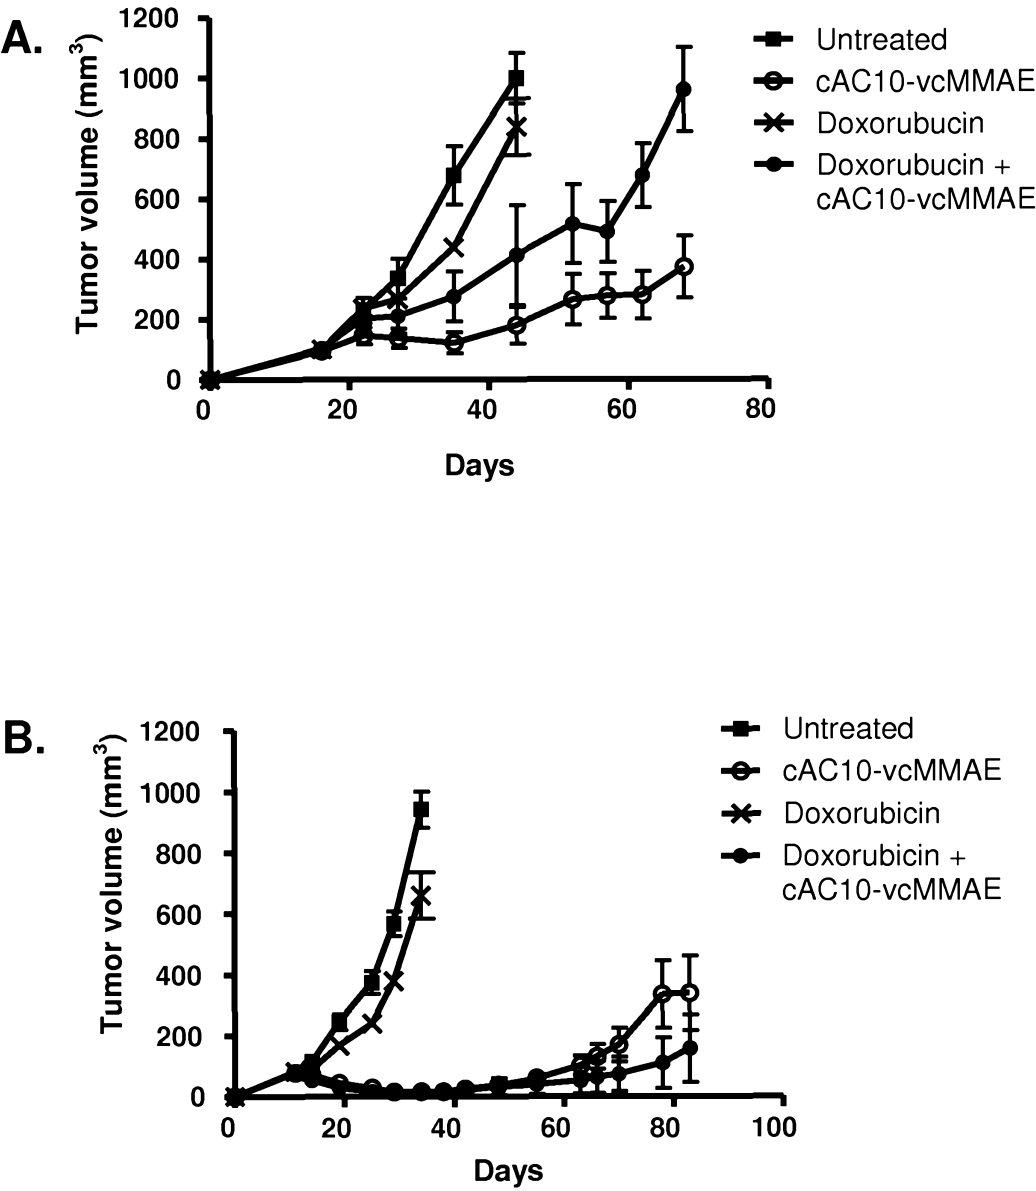 A.
Tumor volume (mm³)
1200
1000
800
600
400
200
0
0 20 40 60 80
Days
Untreated
cAC10-vcMMAE
Doxorubucin
Doxorubucin +
cAC10-vcMMAE
B.
Tumor volume (mm³)
1200
1000
800
600
400
200
0
0 20 40 60 80 100
Days
Untreated
cAC10-vcMMAE
Doxorubicin
Doxorubicin +
cAC10-vcMMAE